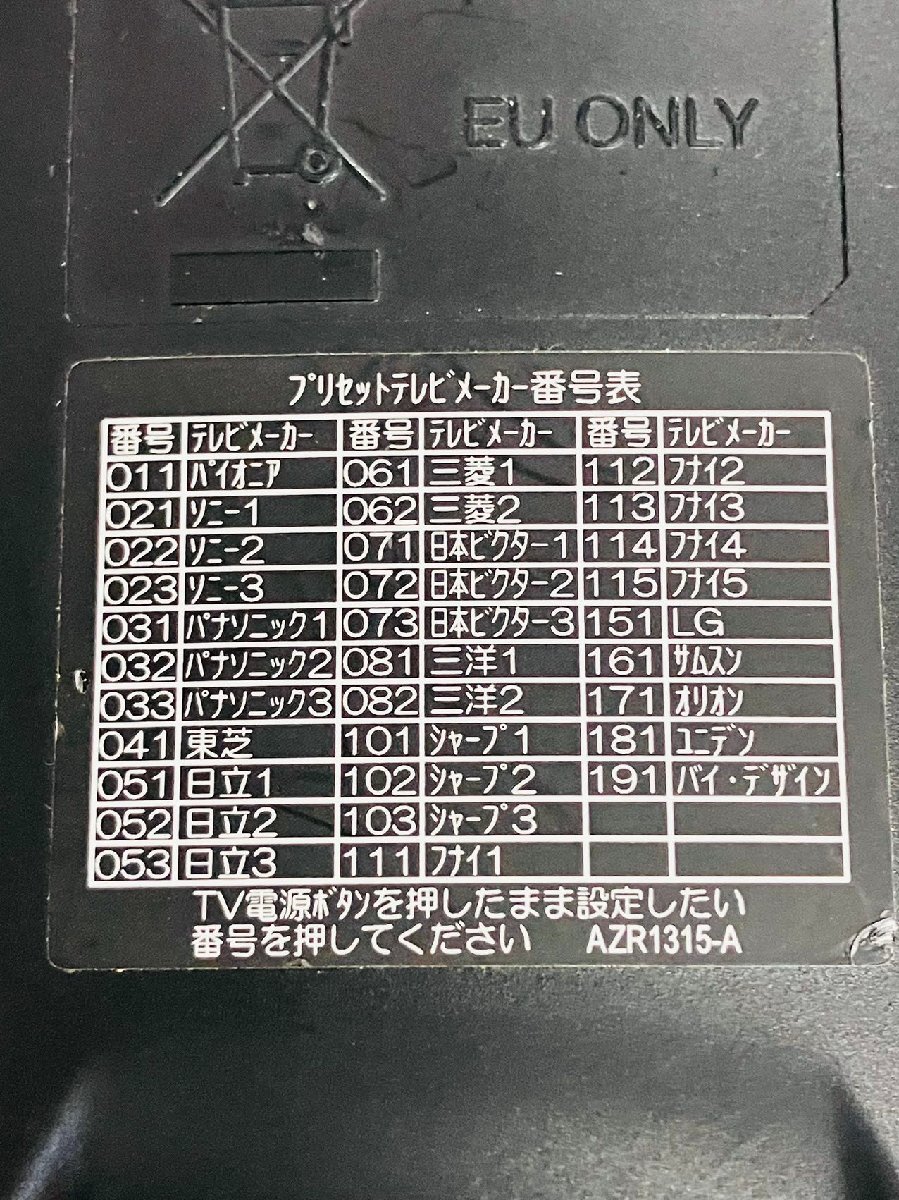 EU ONLY
プリセットテレビメーカー番号表
番号 テレビメーカー 番号 テレビメーカー 番号 テレビメーカー
011 パイオニア 061 三菱1 112 フナイ2
021 ソニー1 062 三菱2 113 フナイ3
022 ソニー2 071 日本ビクター1 114 フナイ4
023 ソニー3 072 日本ビクター2 115 フナイ5
031 パナソニック1 073 日本ビクター3 151 LG
032 パナソニック2 081 三洋1 161 サムスン
033 パナソニック3 082 三洋2 171 オリオン
041 東芝 101 シャープ1 181 ユニデン
051 日立1 102 シャープ2 191 バイ・デザイン
052 日立2 103 シャープ3
053 日立3 111 フナイ1
TV電源ボタンを押したまま設定したい
番号を押してください AZR1315-A